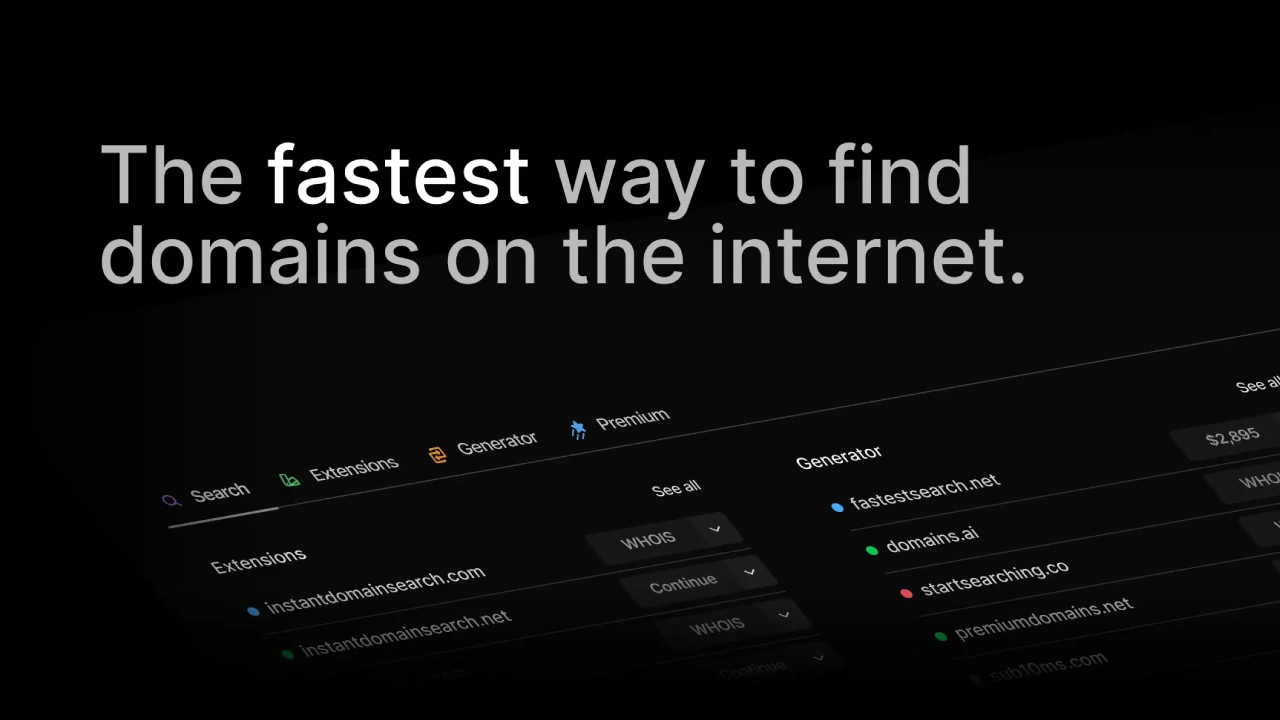 The fastest way to find
domains on the internet.
Search
Extensions
Generator
Premium
Extensions
See all
instantdomainsearch.com
WHOIS
instantdomainsearch.net
Continue
WHOIS
.com
Continue
Generator
See all
fastestsearch.net
$2,895
domains.ai
startsearching.co
premiumdomains.net
sub10ms.com